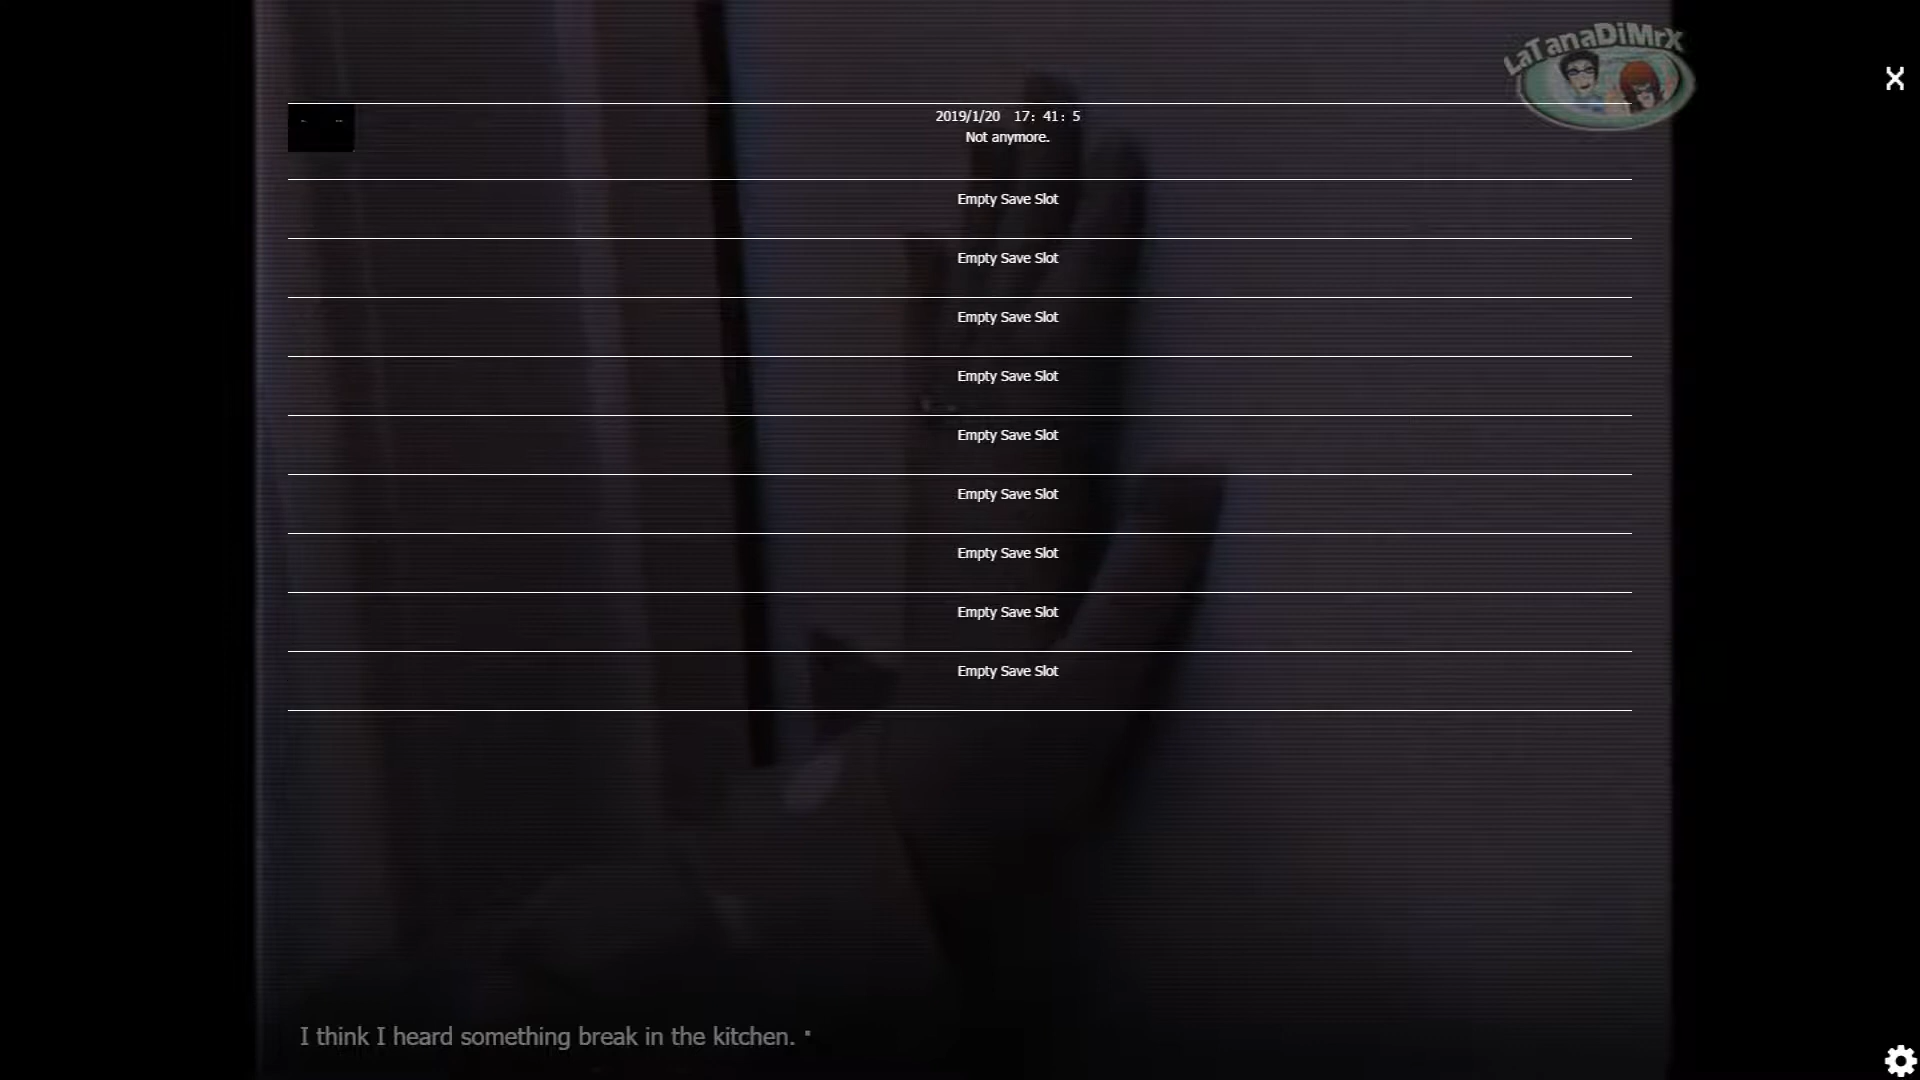 LaTanaDiMrX
X
2019/1/20 17: 41: 5
Not anymore.
Empty Save Slot
Empty Save Slot
Empty Save Slot
Empty Save Slot
Empty Save Slot
Empty Save Slot
Empty Save Slot
Empty Save Slot
Empty Save Slot
I think I heard something break in the kitchen.